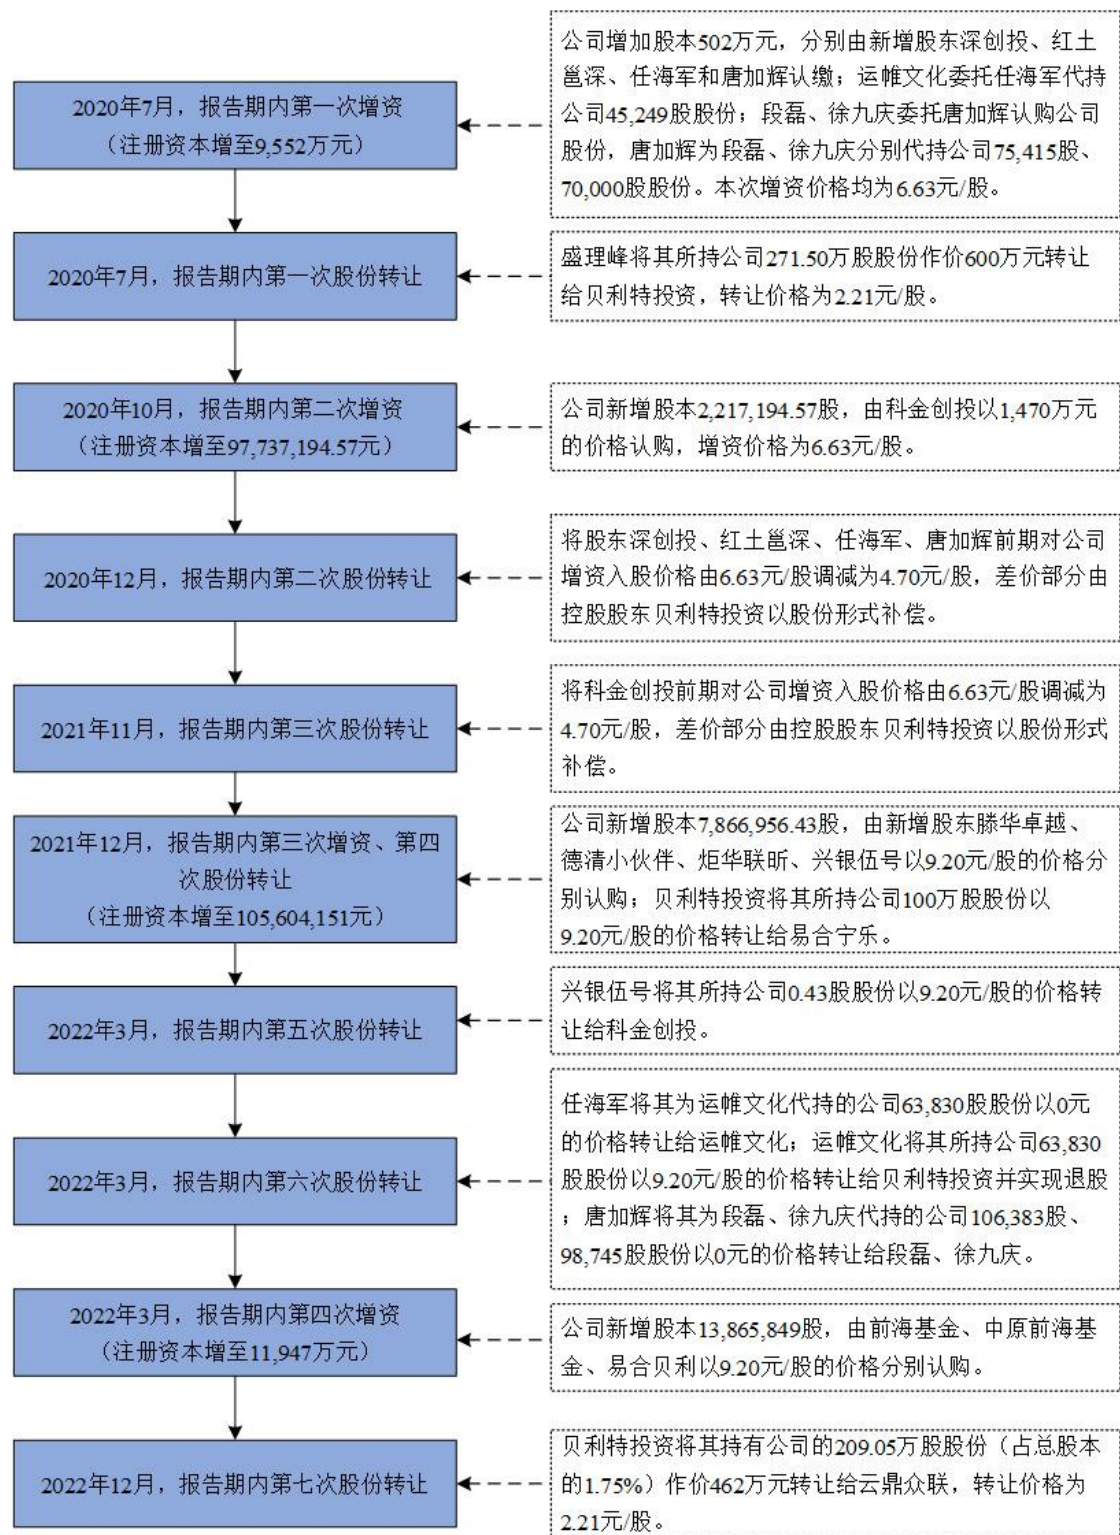 公司增加股本502万元，分别由新增股东深创投、红土
邕深、任海军和唐加辉认缴；运帷文化委托任海军代持
公司45,249股股份；段磊、徐九庆委托唐加辉认购公司
股份，唐加辉为段磊、徐九庆分别代持公司75,415股、
70,000股股份。本次增资价格均为6.63元/股。
2020年7月，报告期内第一次增资
（注册资本增至9,552万元）
2020年7月，报告期内第一次股份转让
盛理峰将其所持公司271.50万股股份作价600万元转让
给贝利特投资，转让价格为2.21元/股。
2020年10月，报告期内第二次增资
（注册资本增至97,737,194.57元）
公司新增股本2,217,194.57股，由科金创投以1,470万元
的价格认购，增资价格为6.63元/股。
2020年12月，报告期内第二次股份转让
将股东深创投、红土邕深、任海军、唐加辉前期对公司
增资入股价格由6.63元/股调减为4.70元/股，差价部分由
控股股东贝利特投资以股份形式补偿。
2021年11月，报告期内第三次股份转让
将科金创投前期对公司增资入股价格由6.63元/股调减为
4.70元/股，差价部分由控股股东贝利特投资以股份形式
补偿。
2021年12月，报告期内第三次增资、第四
次股份转让
（注册资本增至105,604,151元）
公司新增股本7,866,956.43股，由新增股东滕华卓越、
德清小伙伴、炬华联昕、兴银伍号以9.20元/股的价格分
别认购；贝利特投资将其所持公司100万股股份以
9.20元/股的价格转让给易合宁乐。
2022年3月，报告期内第五次股份转让
兴银伍号将其所持公司0.43股股份以9.20元/股的价格转
让给科金创投。
2022年3月，报告期内第六次股份转让
任海军将其为运帷文化代持的公司63,830股股份以0元
的价格转让给运帷文化；运帷文化将其所持公司63,830
股股份以9.20元/股的价格转让给贝利特投资并实现退股
；唐加辉将其为段磊、徐九庆代持的公司106,383股、
98,745股股份以0元的价格转让给段磊、徐九庆。
2022年3月，报告期内第四次增资
（注册资本增至11,947万元）
公司新增股本13,865,849股，由前海基金、中原前海基
金、易合贝利以9.20元/股的价格分别认购。
2022年12月，报告期内第七次股份转让
贝利特投资将其持有公司的209.05万股股份（占总股本
的1.75%）作价462万元转让给云鼎众联，转让价格为
2.21元/股。